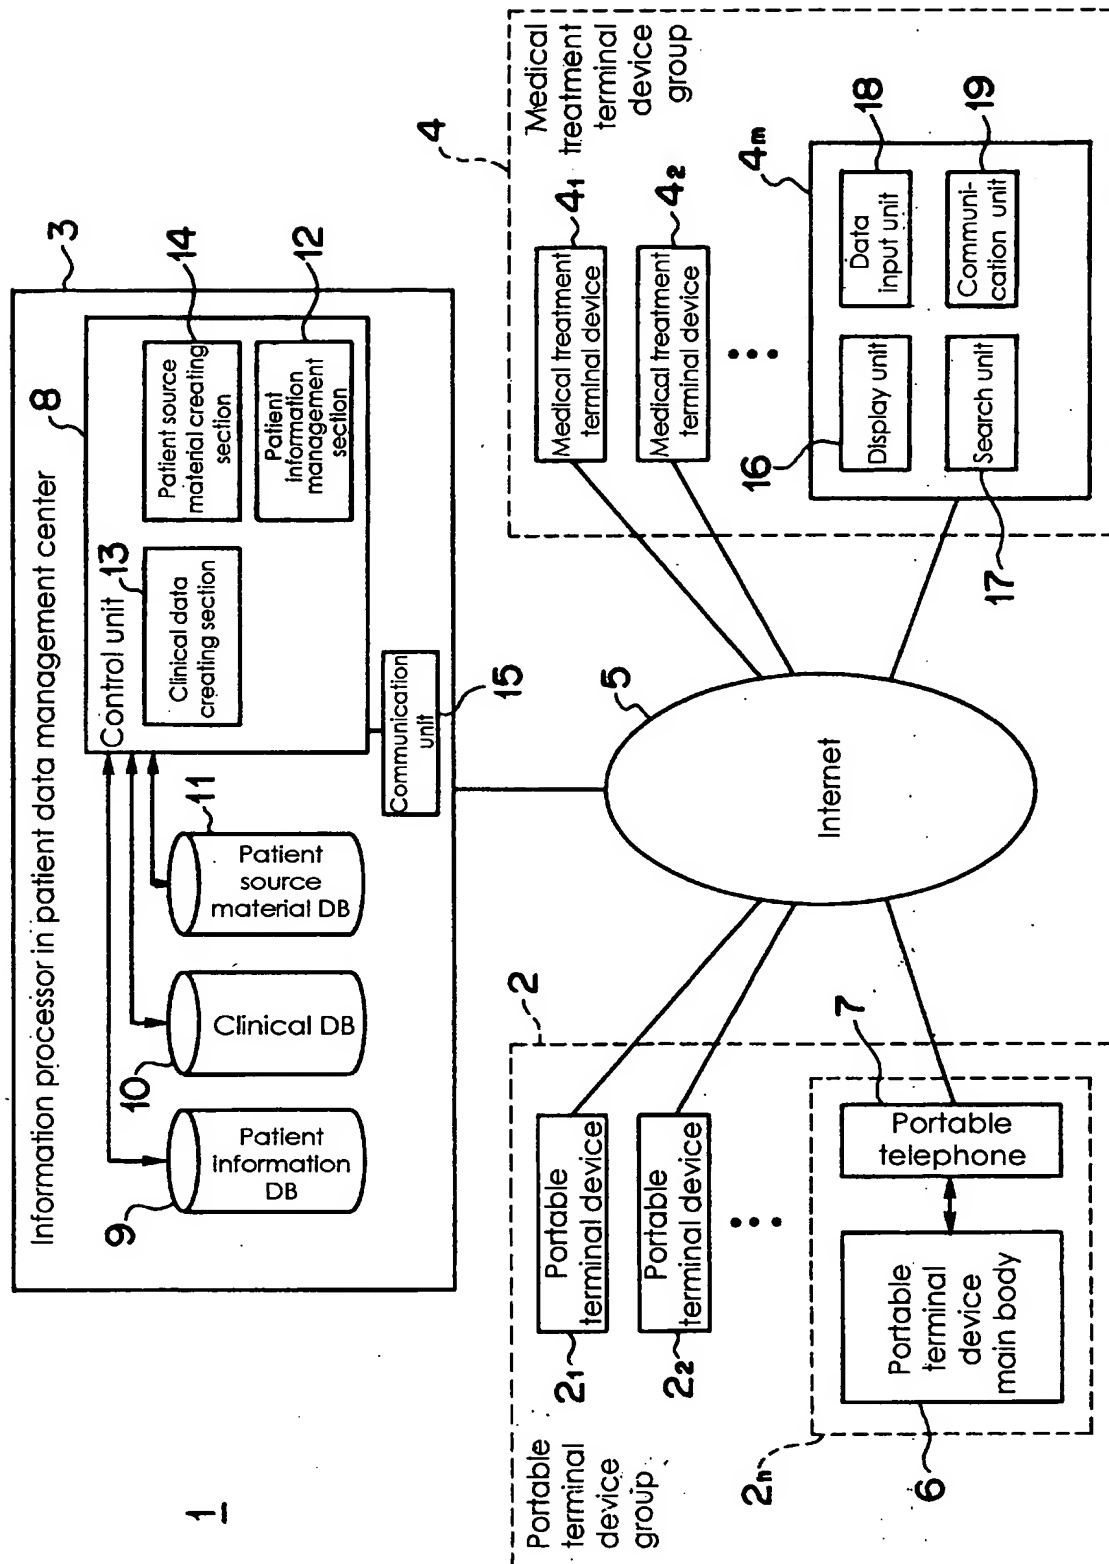 1
Information processor in patient data management center
3
8
Control unit
13
Clinical data
creating section
Patient source
material creating
section
14
Patient
information
management
section
12
Patient
information
DB
9
Clinical DB
10
Patient
source
material DB
11
Communication
unit
15
Internet
5
Portable
terminal
device
group
2
Portable
terminal device
21
Portable
terminal device
22
2n
Portable
terminal
device
main body
6
Portable
telephone
7
4
Medical
treatment
terminal
device
group
Medical treatment
terminal device
41
Medical treatment
terminal device
42
4m
16
Display unit
Data
input unit
18
Search unit
17
Communi-
cation unit
19